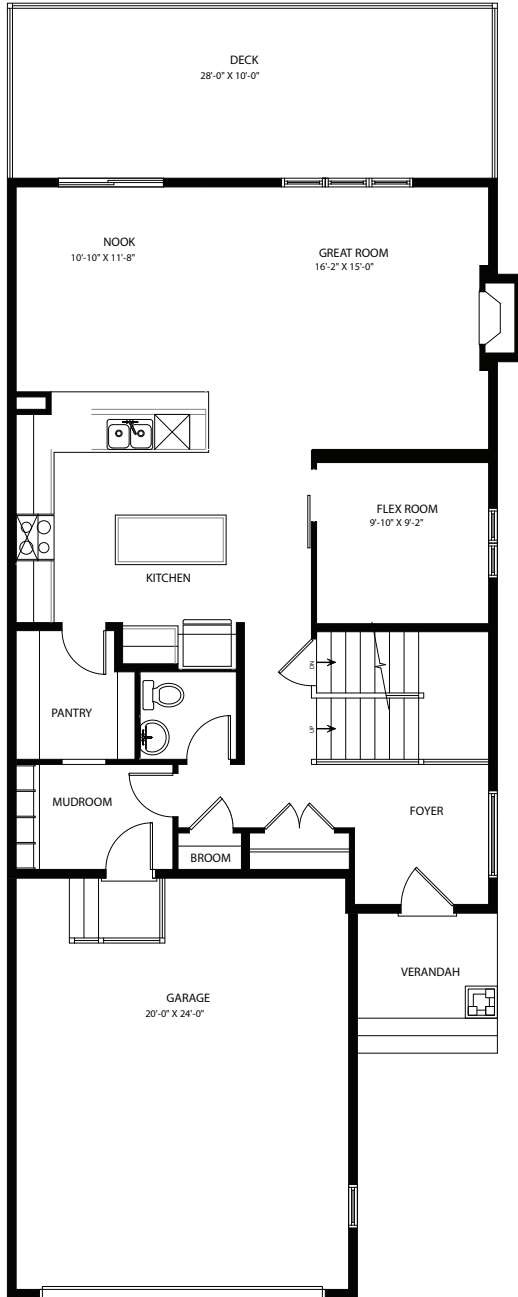 DECK
28'-0" X 10'-0"
NOOK
10'-10" X 11'-8"
GREAT ROOM
16'-2" X 15'-0"
FLEX ROOM
9'-10" X 9'-2"
KITCHEN
DN
PANTRY
UP
MUDROOM
FOYER
BROOM
VERANDAH
GARAGE
20'-0" X 24'-0"